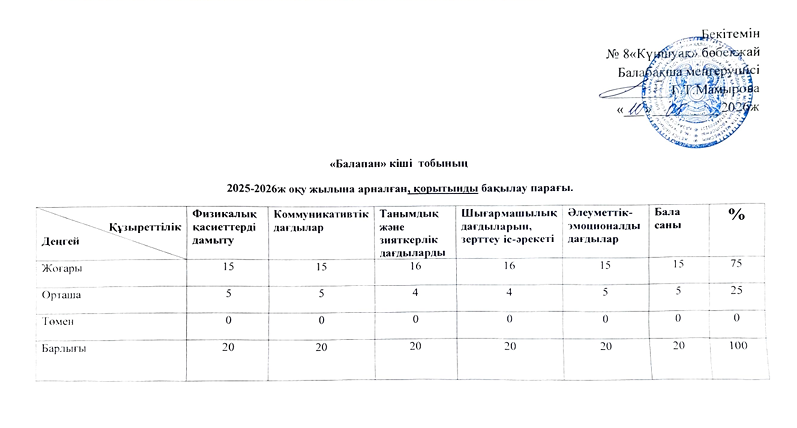 Бекітемін
№ 8«Күншуақ» бөбекжай
Балабақша меңгерушісі
Г.Т.Мамырова
« 10 » 05 2026ж
«Балапан» кіші тобының
2025-2026ж оқу жылына арналған, қорытынды бақылау парағы.
Құзыреттілік
Деңгей
Физикалық қасиеттерді дамыту
Коммуникативтік дағдылар
Танымдық және зияткерлік дағдыларды
Шығармашылық дағдыларын, зерттеу іс-әрекеті
Әлеуметтік-эмоционалды дағдылар
Бала саны
%
Жоғары 15 15 16 16 15 15 75
Орташа 5 5 4 4 5 5 25
Төмен 0 0 0 0 0 0 0
Барлығы 20 20 20 20 20 20 100